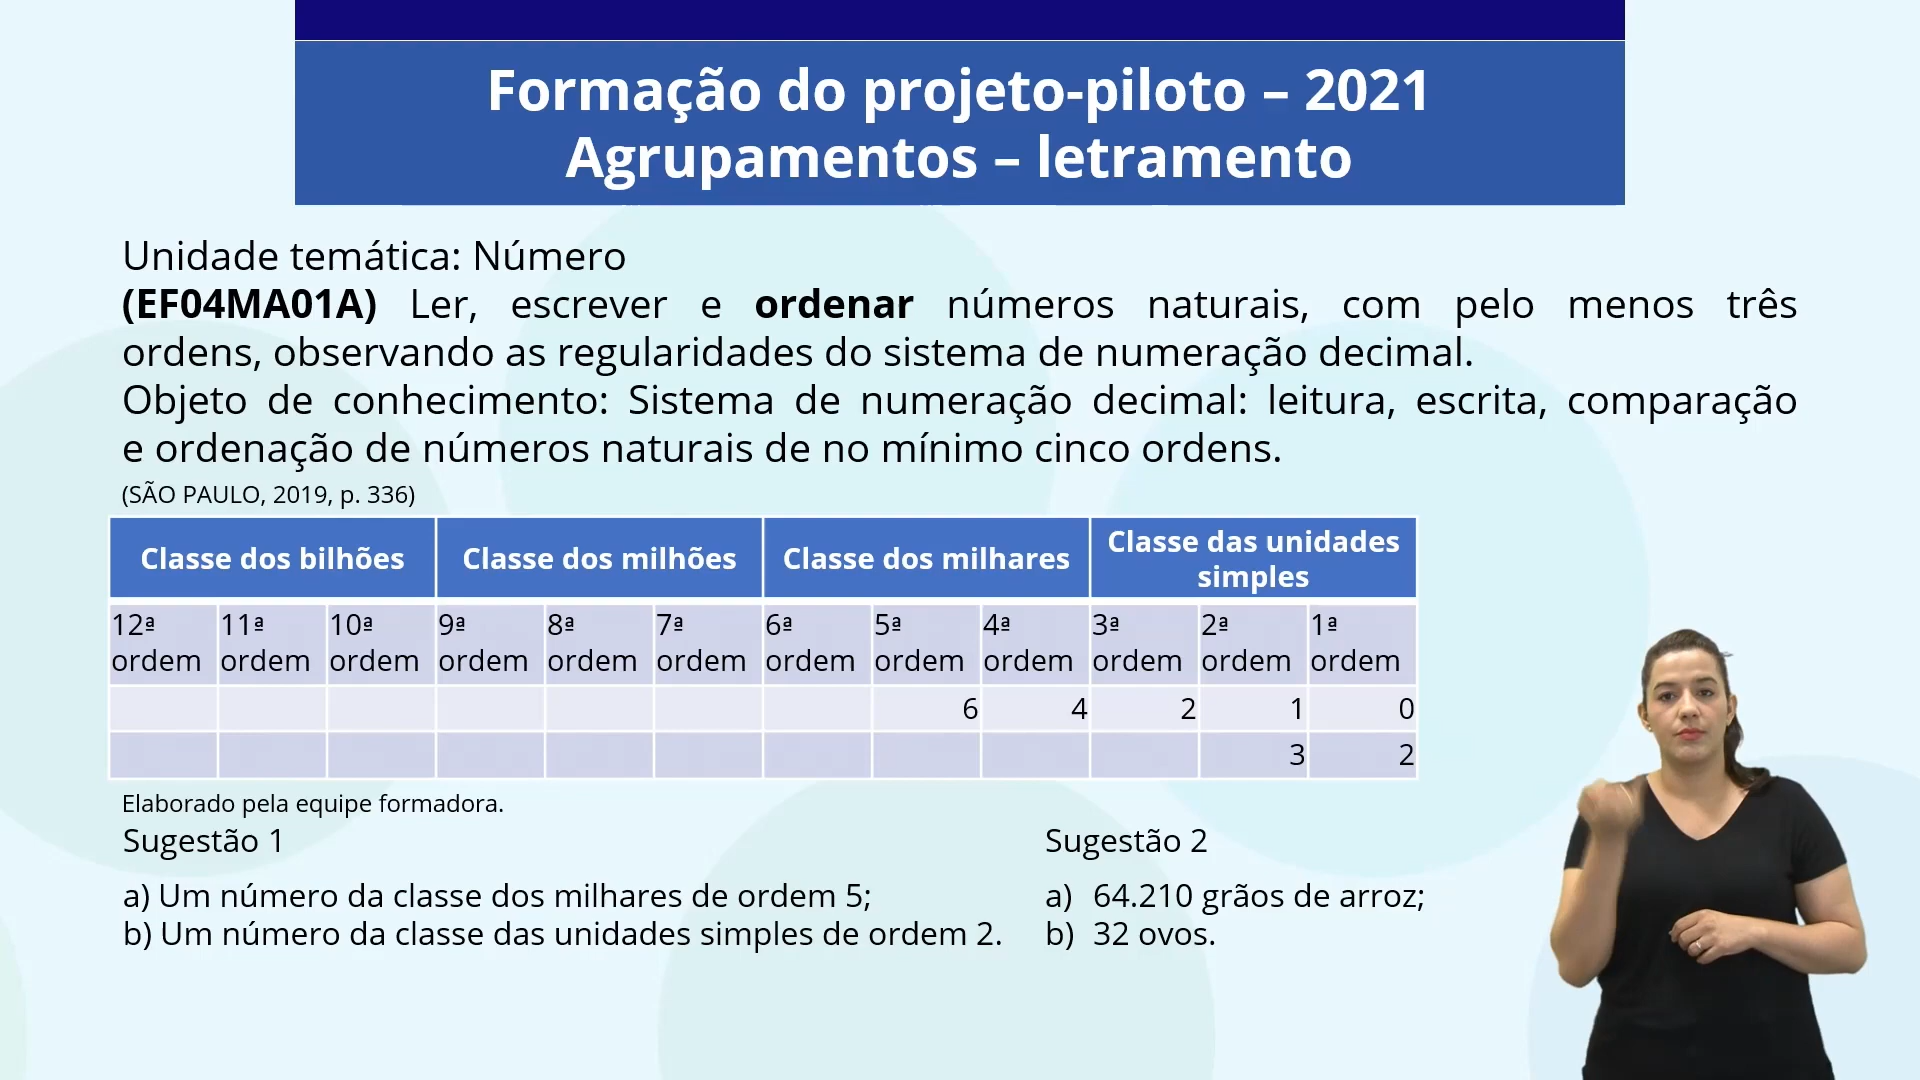 Formação do projeto-piloto – 2021
Agrupamentos – letramento
Unidade temática: Número
(EF04MA01A) Ler, escrever e ordenar números naturais, com pelo menos três
ordens, observando as regularidades do sistema de numeração decimal.
Objeto de conhecimento: Sistema de numeração decimal: leitura, escrita, comparação
e ordenação de números naturais de no mínimo cinco ordens.
(SÃO PAULO, 2019, p. 336)
Classe dos bilhões Classe dos milhões Classe dos milhares Classe das unidades
simples
12ª 11ª 10ª 9ª 8ª 7ª 6ª 5ª 4ª 3ª 2ª 1ª
ordem ordem ordem ordem ordem ordem ordem ordem ordem ordem ordem ordem
6 4 2 1 0
3 2
Elaborado pela equipe formadora.
Sugestão 1
a) Um número da classe dos milhares de ordem 5;
b) Um número da classe das unidades simples de ordem 2.
Sugestão 2
a) 64.210 grãos de arroz;
b) 32 ovos.